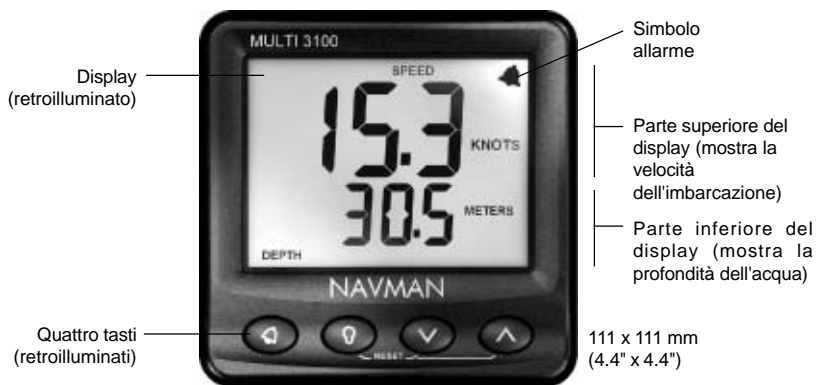 MULTI 3100
SPEED
15.3
KNOTS
30.5
METERS
DEPTH
NAVMAN
RESET
Display
(retroilluminato)
Quattro tasti
(retroilluminati)
Simbolo
allarme
Parte superiore del
display (mostra la
velocità
dell'imbarcazione)
Parte inferiore del
display (mostra la
profondità dell'acqua)
111 x 111 mm
(4.4" x 4.4")